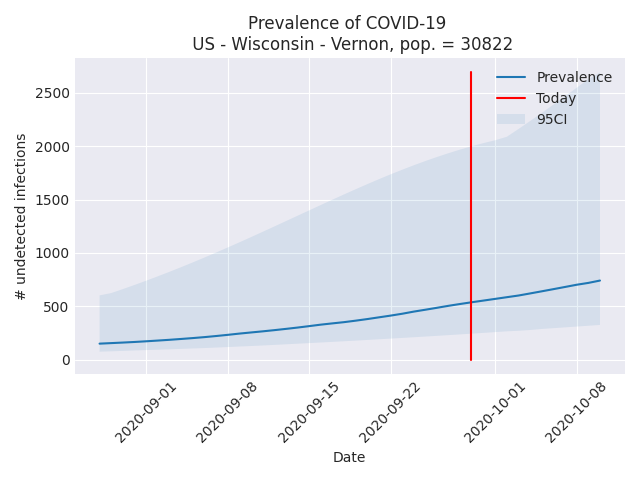 Prevalence of COVID-19
US - Wisconsin - Vernon, pop. = 30822
Prevalence
Today
95CI
# undetected infections
2500
2000
1500
1000
500
0
2020-09-01
2020-09-08
2020-09-15
2020-09-22
2020-10-01
2020-10-08
Date